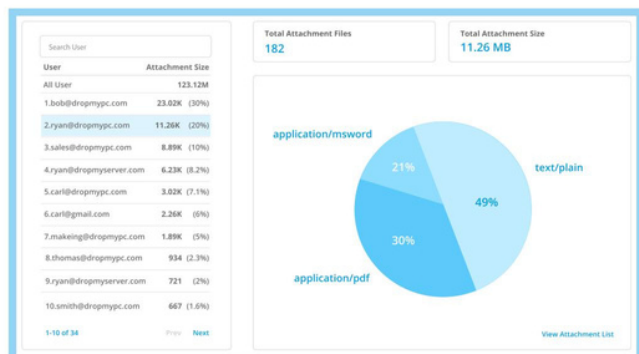 Search User
User Attachment Size
All User 123.12M
1.bob@dropmypc.com 23.02K (30%)
2.ryan@dropmypc.com 11.26K (20%)
3.sales@dropmypc.com 8.89K (10%)
4.ryan@dropmyserver.com 6.23K (8.2%)
5.carl@dropmypc.com 3.02K (7.1%)
6.carl@gmail.com 2.26K (6%)
7.makeing@dropmypc.com 1.89K (5%)
8.thomas@dropmypc.com 934 (2.3%)
9.ryan@dropmyserver.com 721 (2%)
10.smith@dropmypc.com 667 (1.6%)
1-10 of 34 Prev Next
Total Attachment Files
182
Total Attachment Size
11.26 MB
application/msword
21%
text/plain
49%
30%
application/pdf
View Attachment List